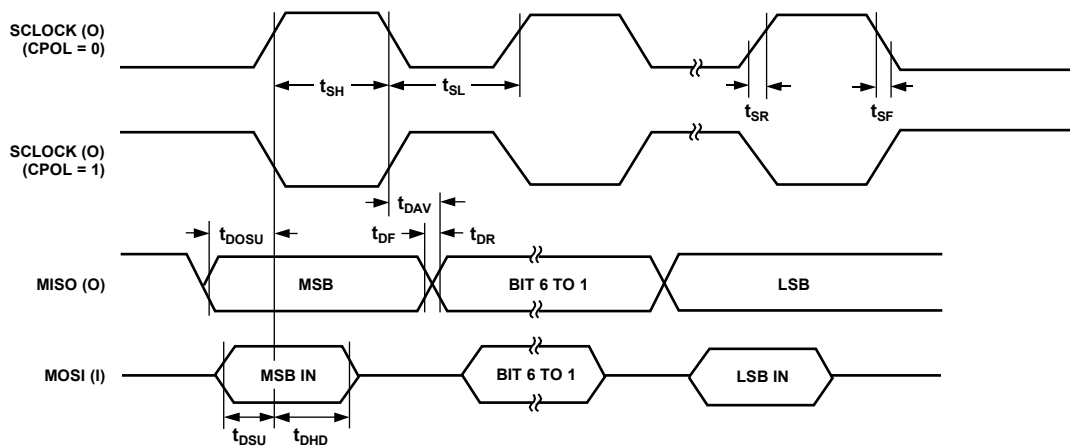 SCLOCK (O)
(CPOL = 0)
tSH
tSL
tSR
tSF
SCLOCK (O)
(CPOL = 1)
tDAV
tDOSU
tDF
tDR
MISO (O)
MSB
BIT 6 TO 1
LSB
MOSI (I)
MSB IN
BIT 6 TO 1
LSB IN
tDSU
tDHD